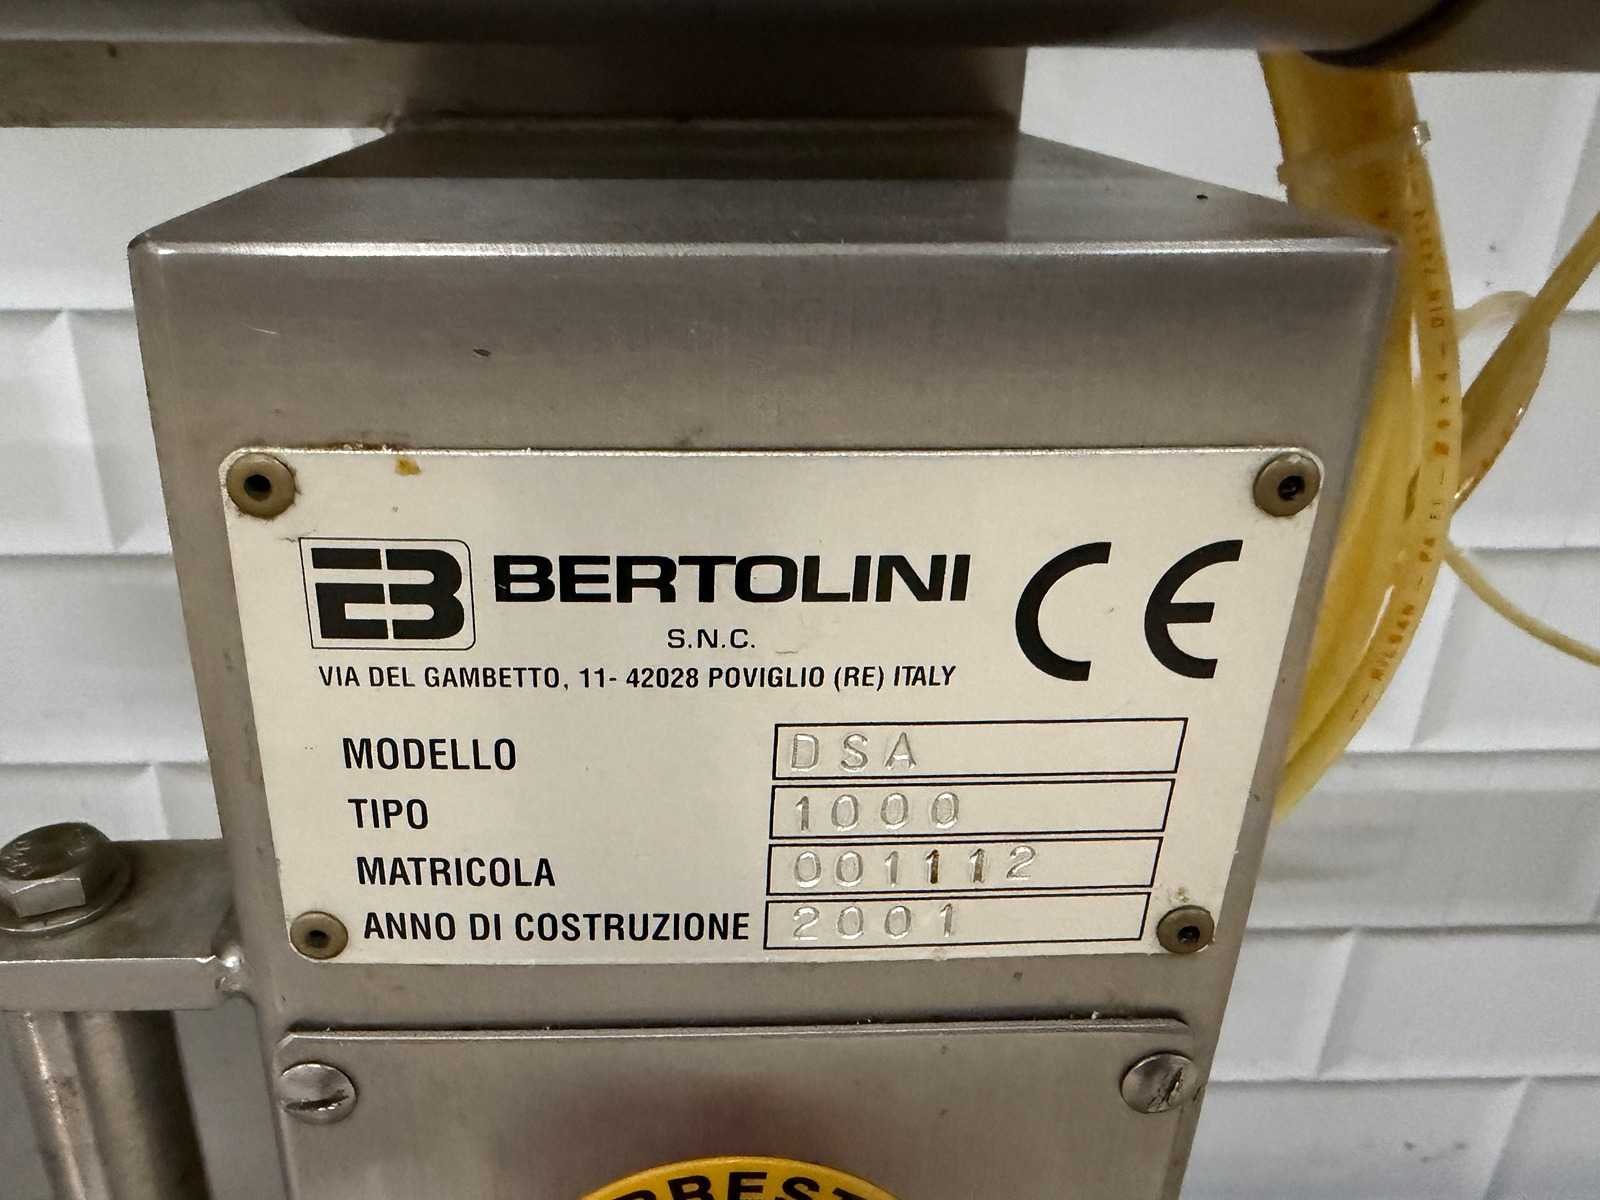 BERTOLINI
S.N.C.
CE
VIA DEL GAMBETTO, 11- 42028 POVIGLIO (RE) ITALY
MODELLO DSA
TIPO 1000
MATRICOLA 001112
ANNO DI COSTRUZIONE 2001